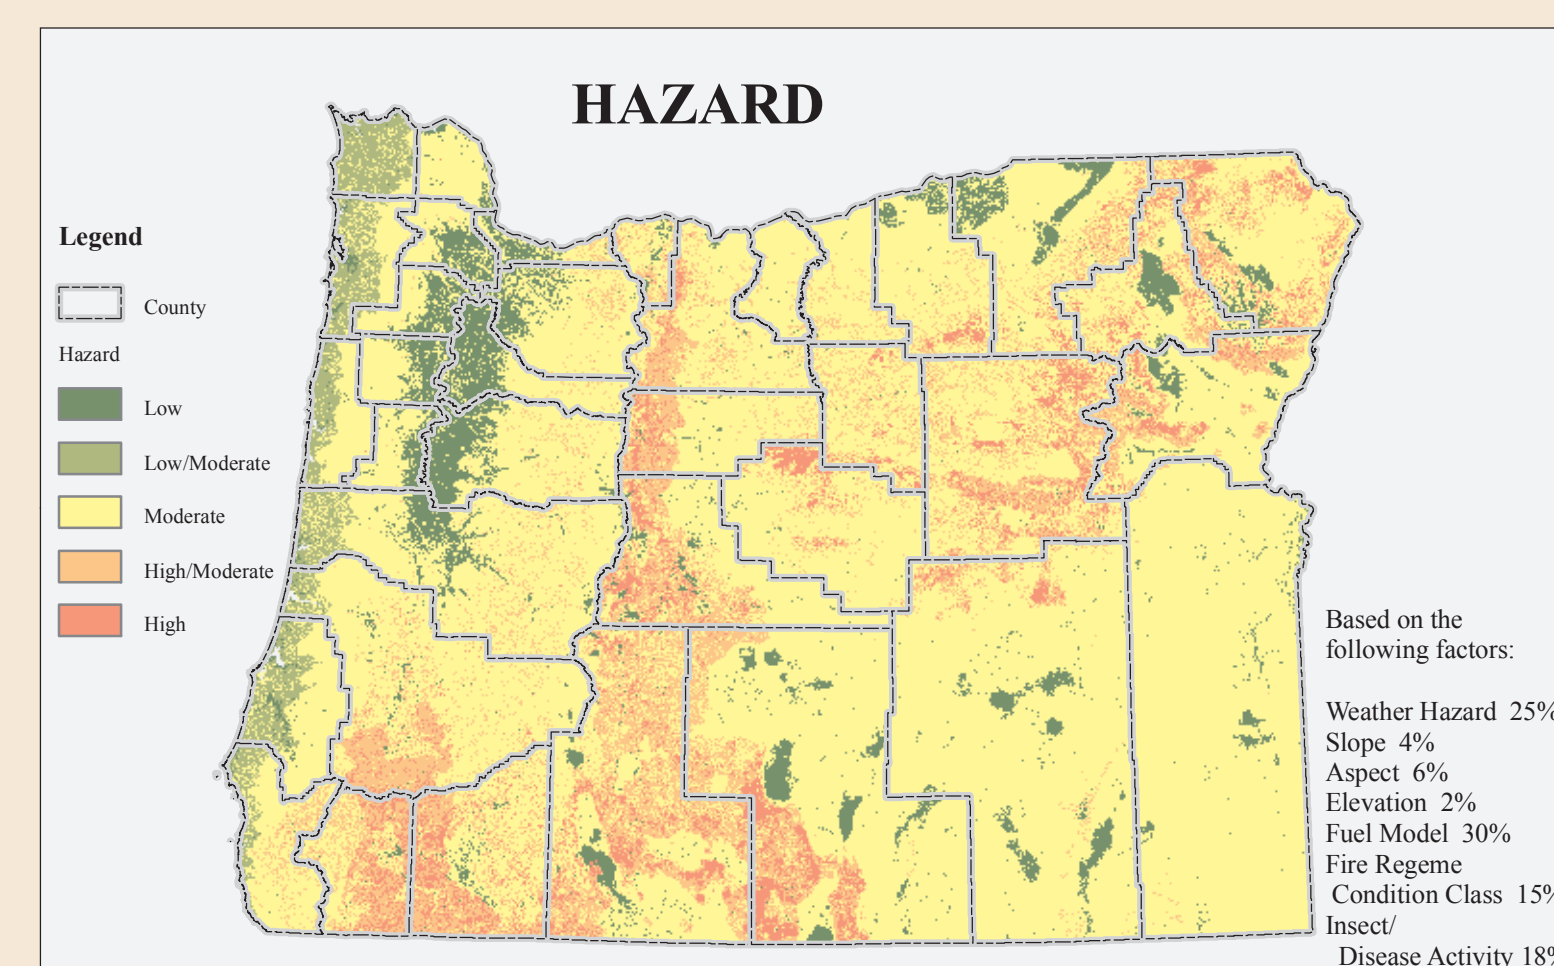 HAZARD
Legend
County
Hazard
Low
Low/Moderate
Moderate
High/Moderate
High
Based on the
following factors:
Weather Hazard 25%
Slope 4%
Aspect 6%
Elevation 2%
Fuel Model 30%
Fire Regeme
Condition Class 15%
Insect/
Disease Activity 18%